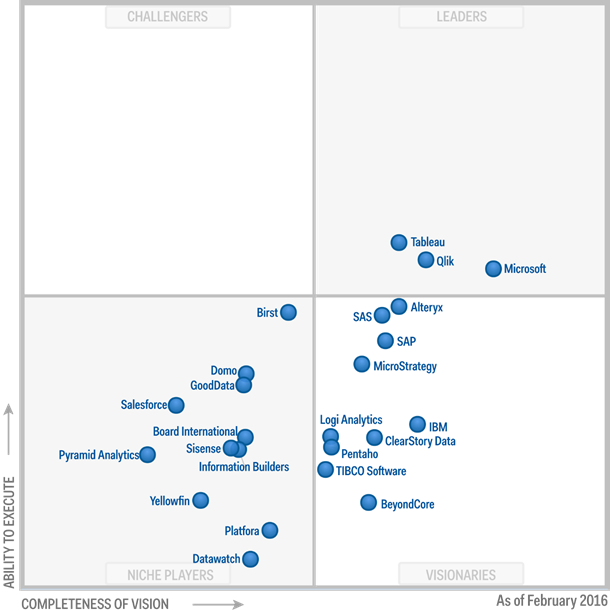 CHALLENGERS
LEADERS
Tableau
Qlik
Microsoft
Birst
Alteryx
SAS
SAP
MicroStrategy
Domo
GoodData
Salesforce
Logi Analytics
IBM
Board International
ClearStory Data
Sisense
Pentaho
Pyramid Analytics
Information Builders
TIBCO Software
Yellowfin
BeyondCore
Platfora
Datawatch
NICHE PLAYERS
VISIONARIES
ABILITY TO EXECUTE
COMPLETENESS OF VISION
As of February 2016